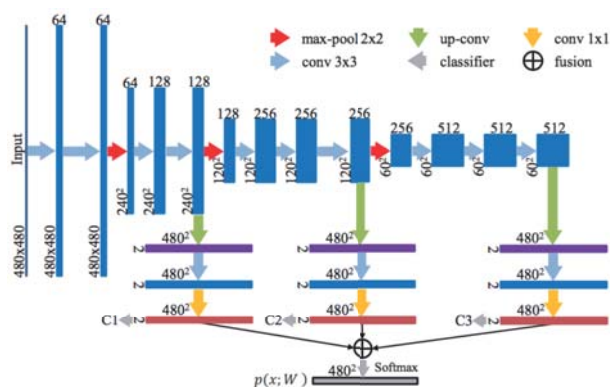 64 64
max-pool 2x2 up-conv conv 1x1
conv 3x3 classifier fusion
64 128 128
128 256 256 256
256 512 512 512
Input
480x480 480x480 480x480
240² 240² 240²
120² 120² 120² 120²
60² 60² 60² 60²
480² 480² 480²
2 2 2
480² 480² 480²
2 2 2
480² 480² 480²
C1 2 C2 2 C3 2
480² Softmax
p(x;W)